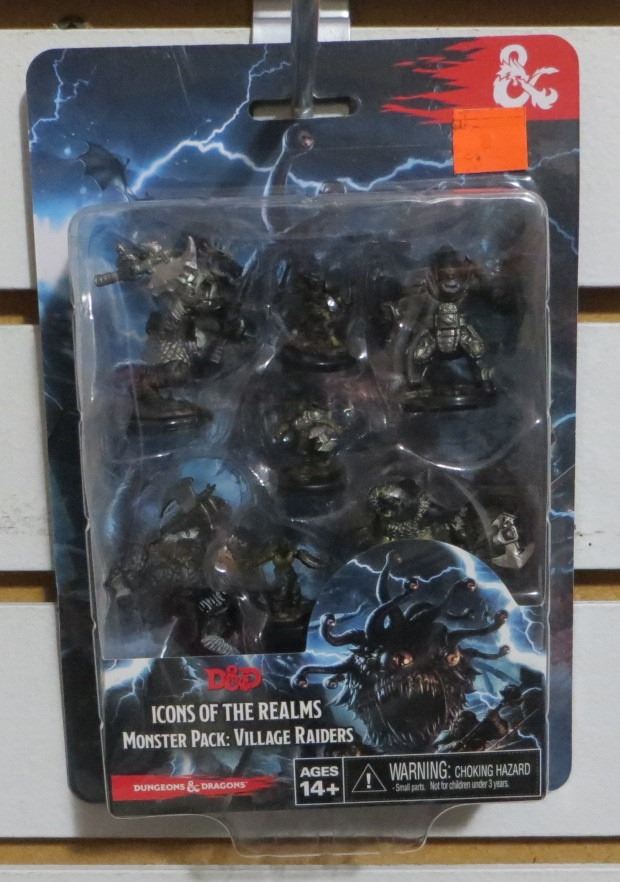 D&D
ICONS OF THE REALMS
MONSTER PACK: VILLAGE RAIDERS
DUNGEONS & DRAGONS
AGES
14+
WARNING: CHOKING HAZARD
-Small parts. Not for children under 3 years.